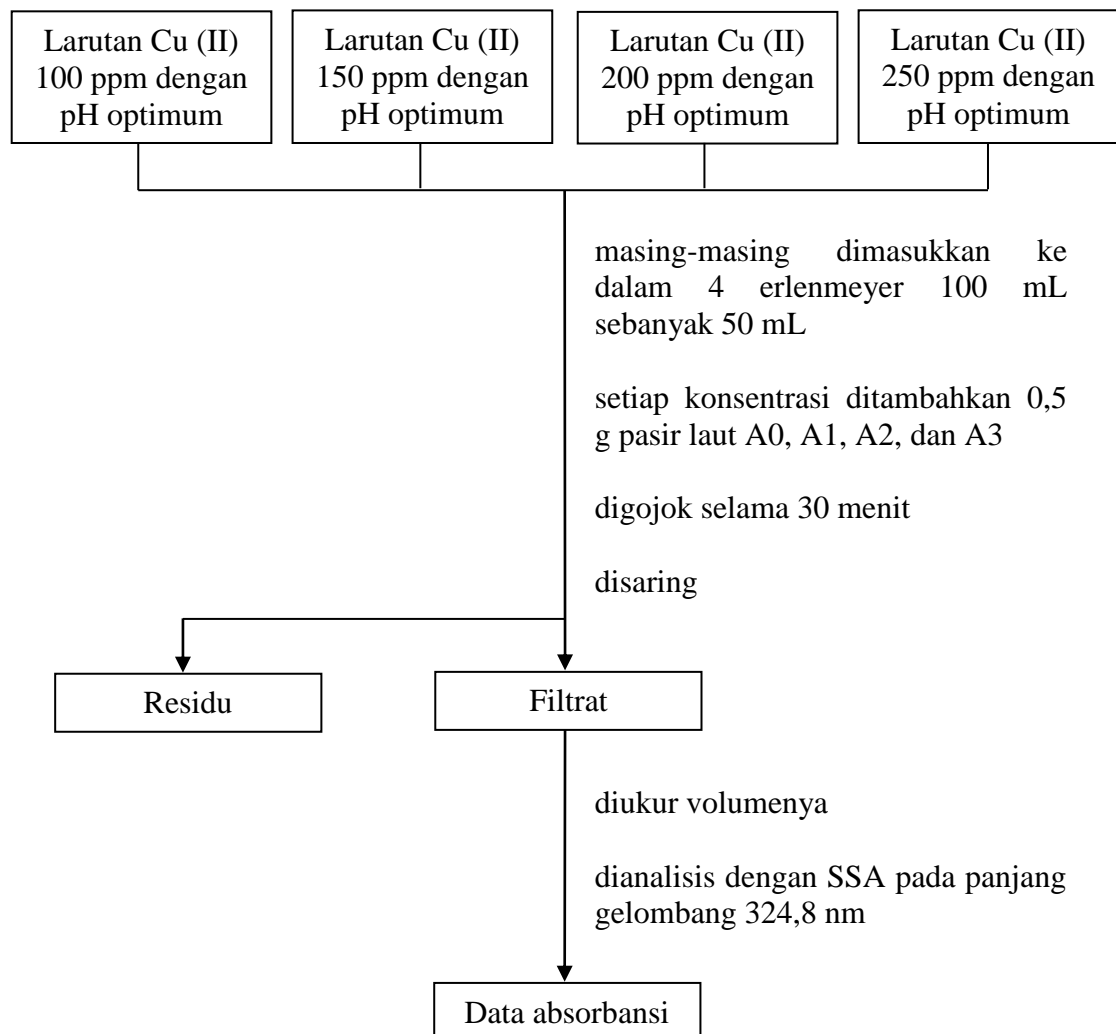 Larutan Cu (II)
100 ppm dengan
pH optimum
Larutan Cu (II)
150 ppm dengan
pH optimum
Larutan Cu (II)
200 ppm dengan
pH optimum
Larutan Cu (II)
250 ppm dengan
pH optimum
masing-masing dimasukkan ke
dalam 4 erlenmeyer 100 mL
sebanyak 50 mL
setiap konsentrasi ditambahkan 0,5
g pasir laut A0, A1, A2, dan A3
digojok selama 30 menit
disaring
Residu
Filtrat
diukur volumenya
dianalisis dengan SSA pada panjang
gelombang 324,8 nm
Data absorbansi